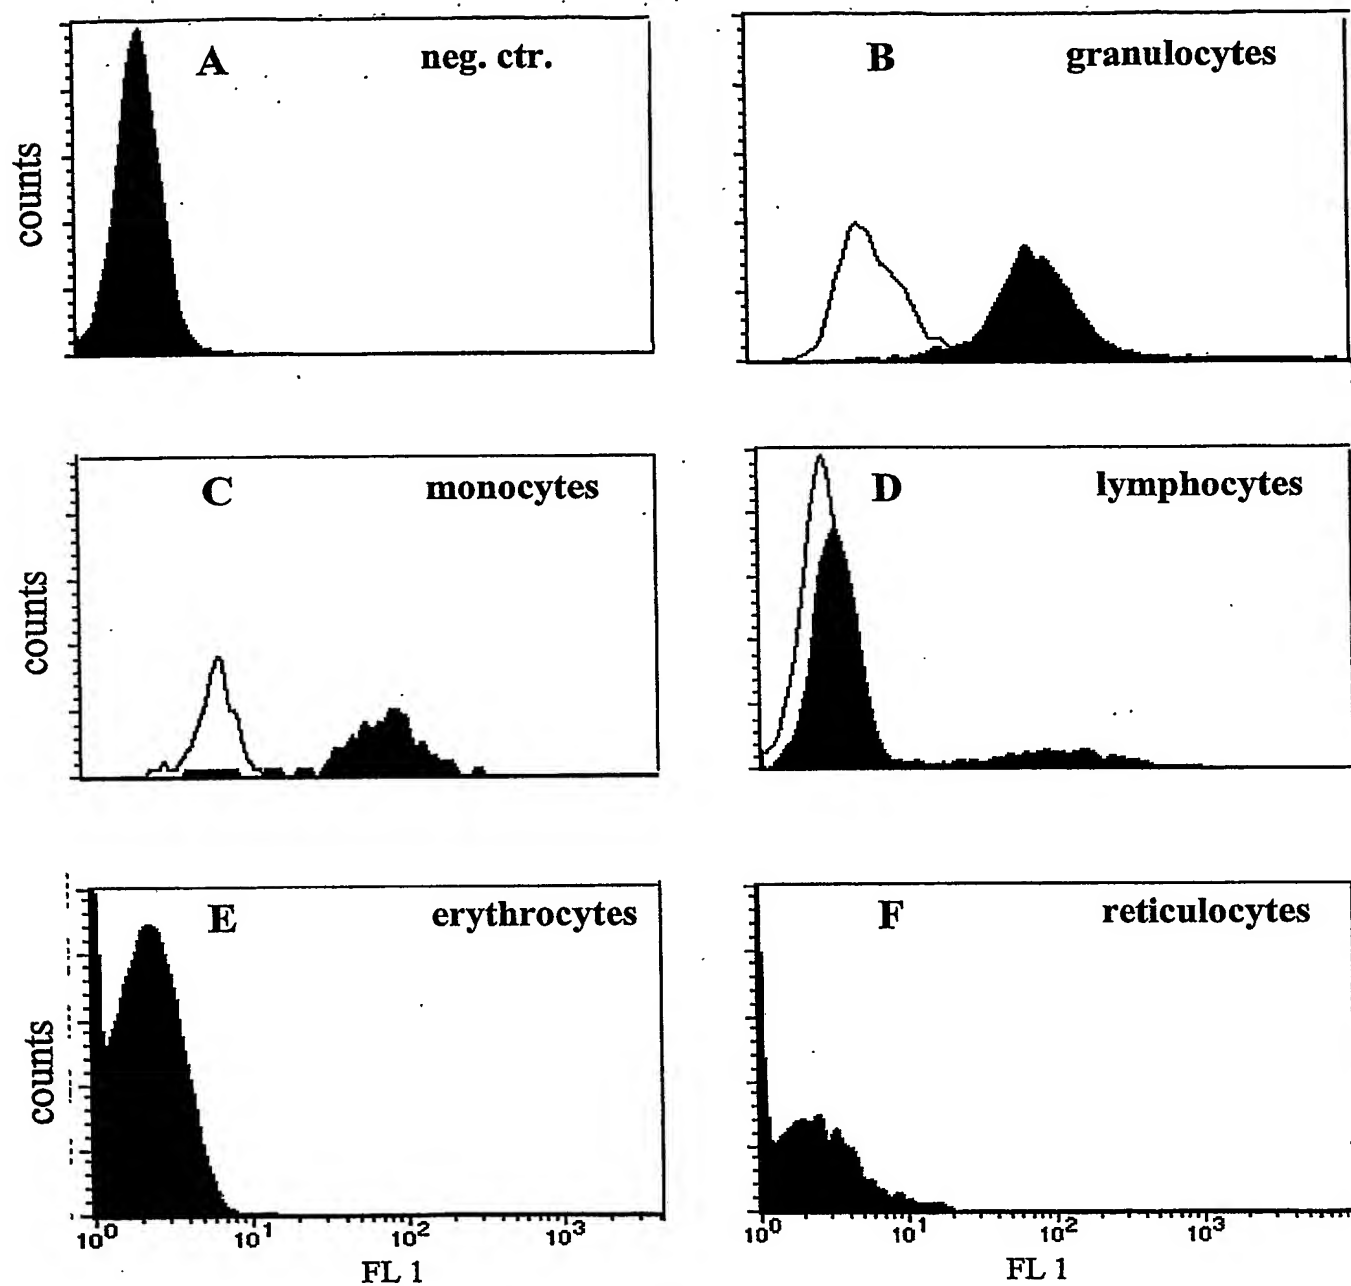 A neg. ctr.
counts
B granulocytes
C monocytes
counts
D lymphocytes
E erythrocytes
counts
10⁰ 10¹ 10² 10³
FL 1
F reticulocytes
10⁰ 10¹ 10² 10³
FL 1